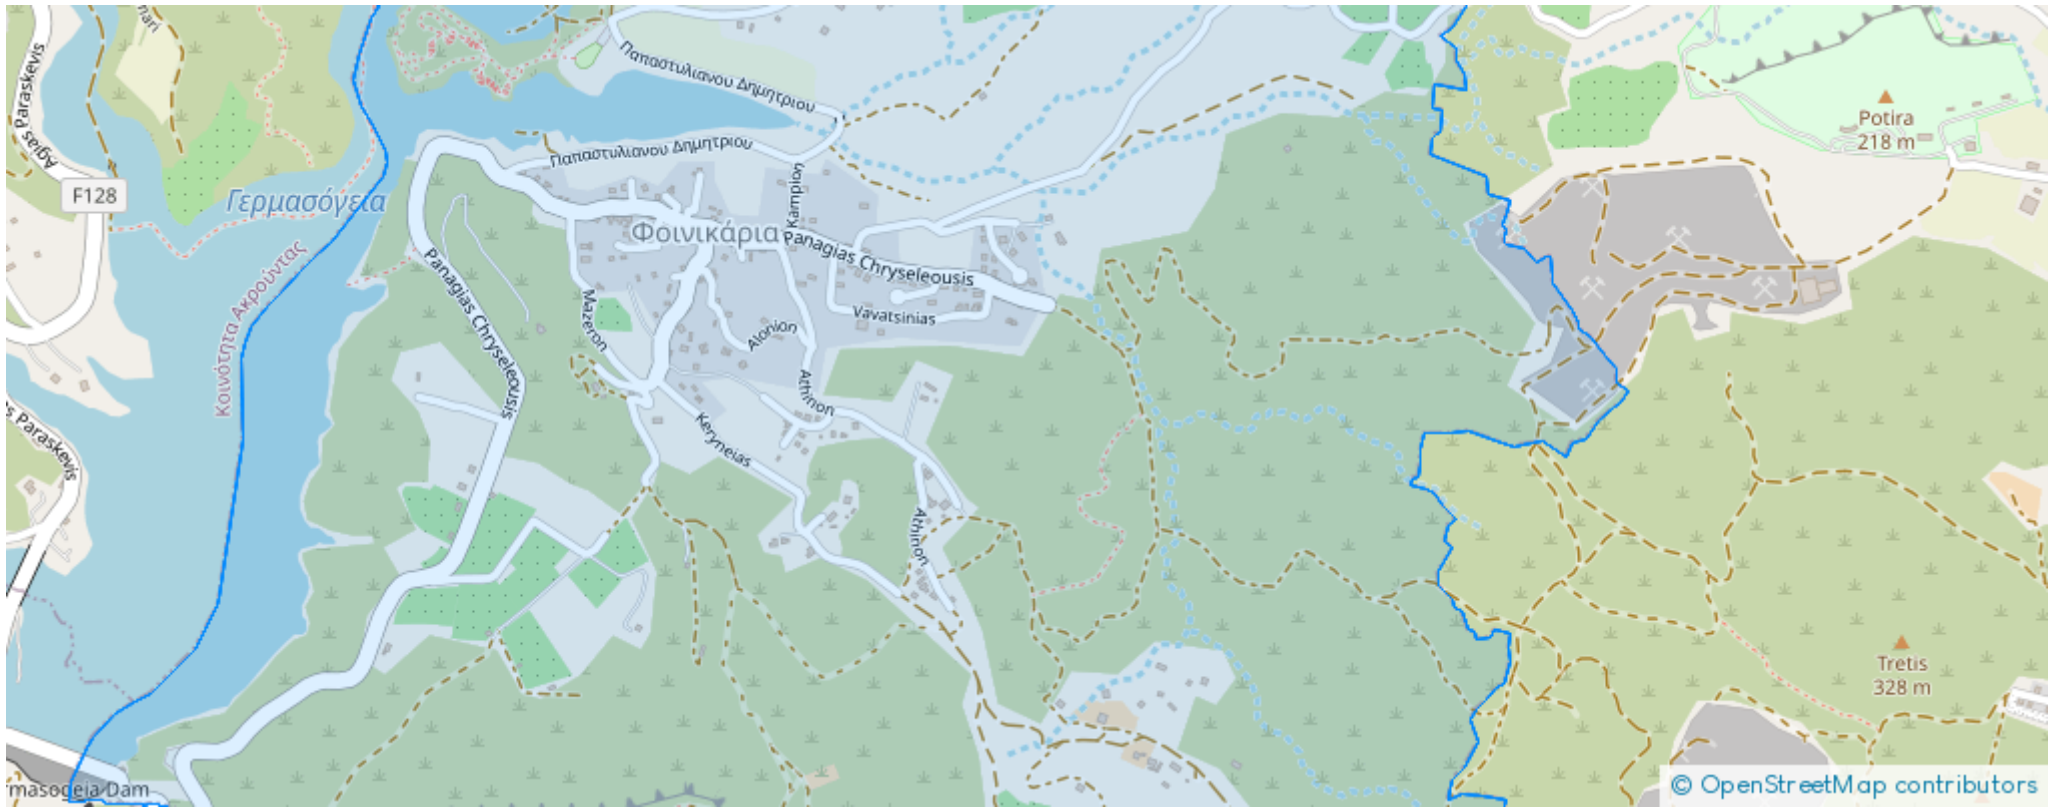 Παπαστυλιανου Δημητριου
Agias Paraskevis
Potira
218 m
Παπαστυλιανου Δημητριου
F128
Γερμασόγεια
Kampion
Φοινικάρια
Panagias Chryseleousis
Κοινότητα Ακρούντας
Panagias Chryseleousis
Mazeron
Vavatsinias
Alonion
Athinon
Paraskevis
Keryneias
Athinon
Tretis
328 m
rmasogeia Dam
© OpenStreetMap contributors